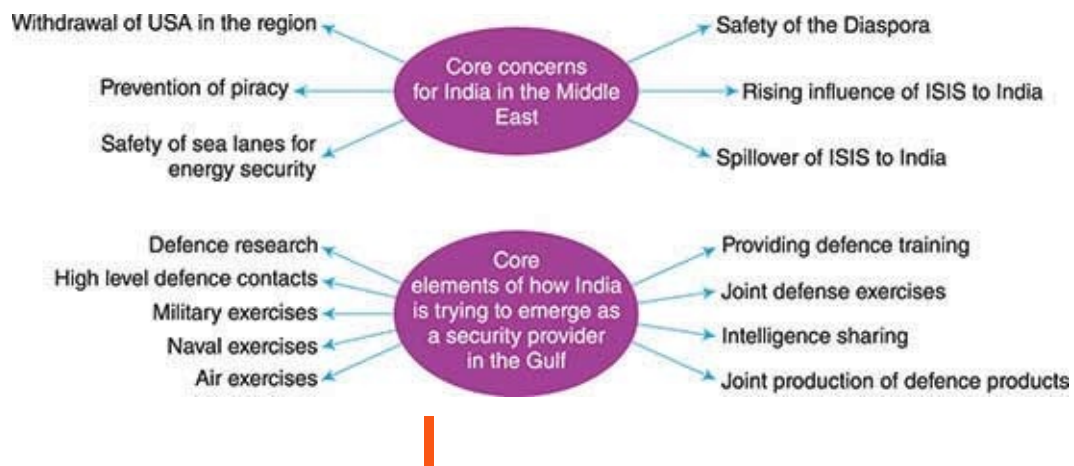 Withdrawal of USA in the region
Prevention of piracy
Safety of sea lanes for
energy security
Core concerns
for India in the Middle
East
Safety of the Diaspora
Rising influence of ISIS to India
Spillover of ISIS to India
Defence research
High level defence contacts
Military exercises
Naval exercises
Air exercises
Core
elements of how India
is trying to emerge as
a security provider
in the Gulf
Providing defence training
Joint defense exercises
Intelligence sharing
Joint production of defence products